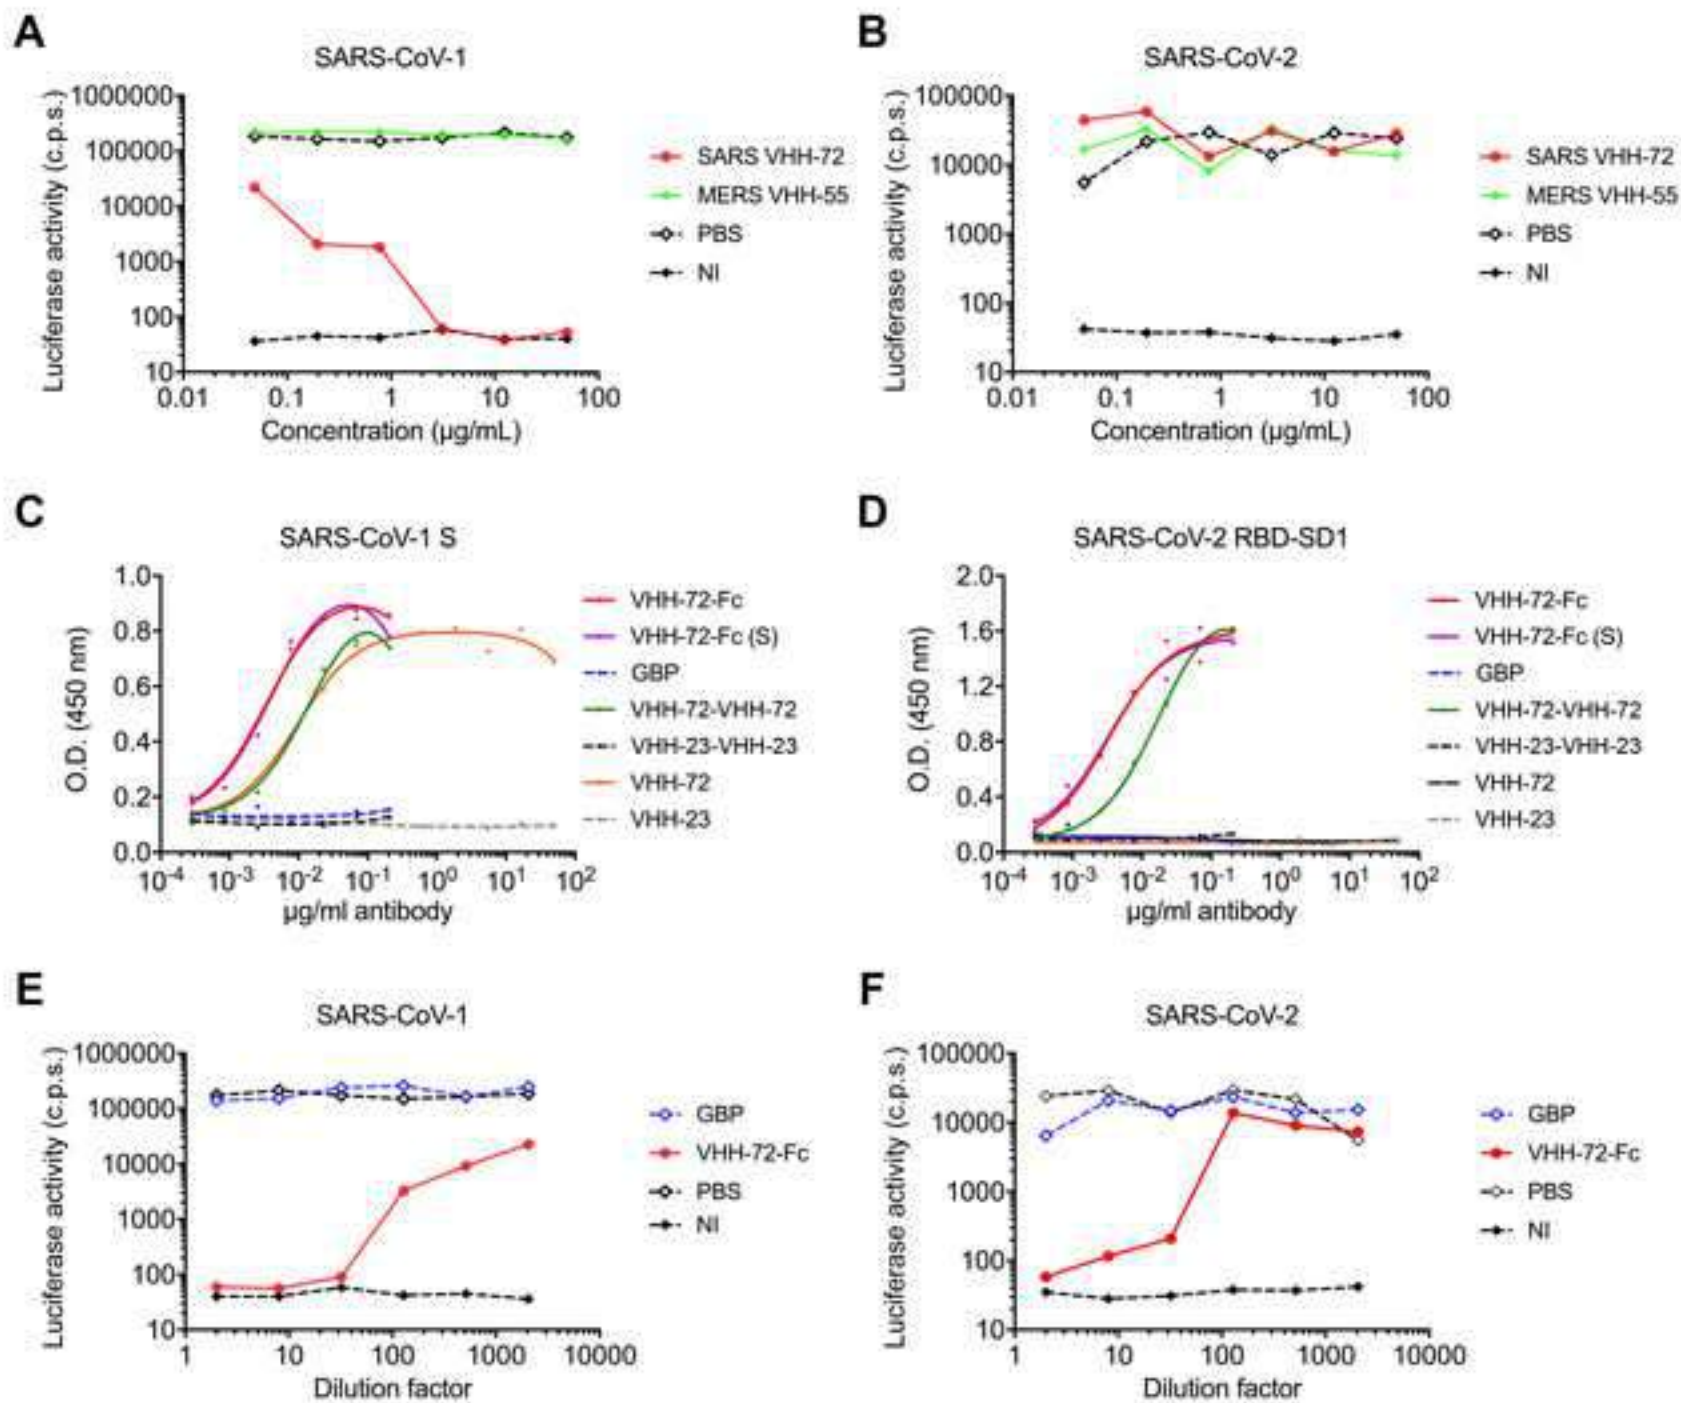 A
SARS-CoV-1
Luciferase activity (c.p.s.)
1000000
100000
10000
1000
100
10
0.01 0.1 1 10 100
Concentration (µg/mL)
SARS VHH-72
MERS VHH-55
PBS
NI
B
SARS-CoV-2
Luciferase activity (c.p.s.)
100000
10000
1000
100
10
0.01 0.1 1 10 100
Concentration (µg/mL)
SARS VHH-72
MERS VHH-55
PBS
NI
C
SARS-CoV-1 S
O.D. (450 nm)
1.0
0.8
0.6
0.4
0.2
0.0
10-4 10-3 10-2 10-1 100 101 102
µg/ml antibody
VHH-72-Fc
VHH-72-Fc (S)
GBP
VHH-72-VHH-72
VHH-23-VHH-23
VHH-72
VHH-23
D
SARS-CoV-2 RBD-SD1
O.D. (450 nm)
2.0
1.6
1.2
0.8
0.4
0.0
10-4 10-3 10-2 10-1 100 101 102
µg/ml antibody
VHH-72-Fc
VHH-72-Fc (S)
GBP
VHH-72-VHH-72
VHH-23-VHH-23
VHH-72
VHH-23
E
SARS-CoV-1
Luciferase activity (c.p.s.)
1000000
100000
10000
1000
100
10
1 10 100 1000 10000
Dilution factor
GBP
VHH-72-Fc
PBS
NI
F
SARS-CoV-2
Luciferase activity (c.p.s.)
100000
10000
1000
100
10
1 10 100 1000 10000
Dilution factor
GBP
VHH-72-Fc
PBS
NI